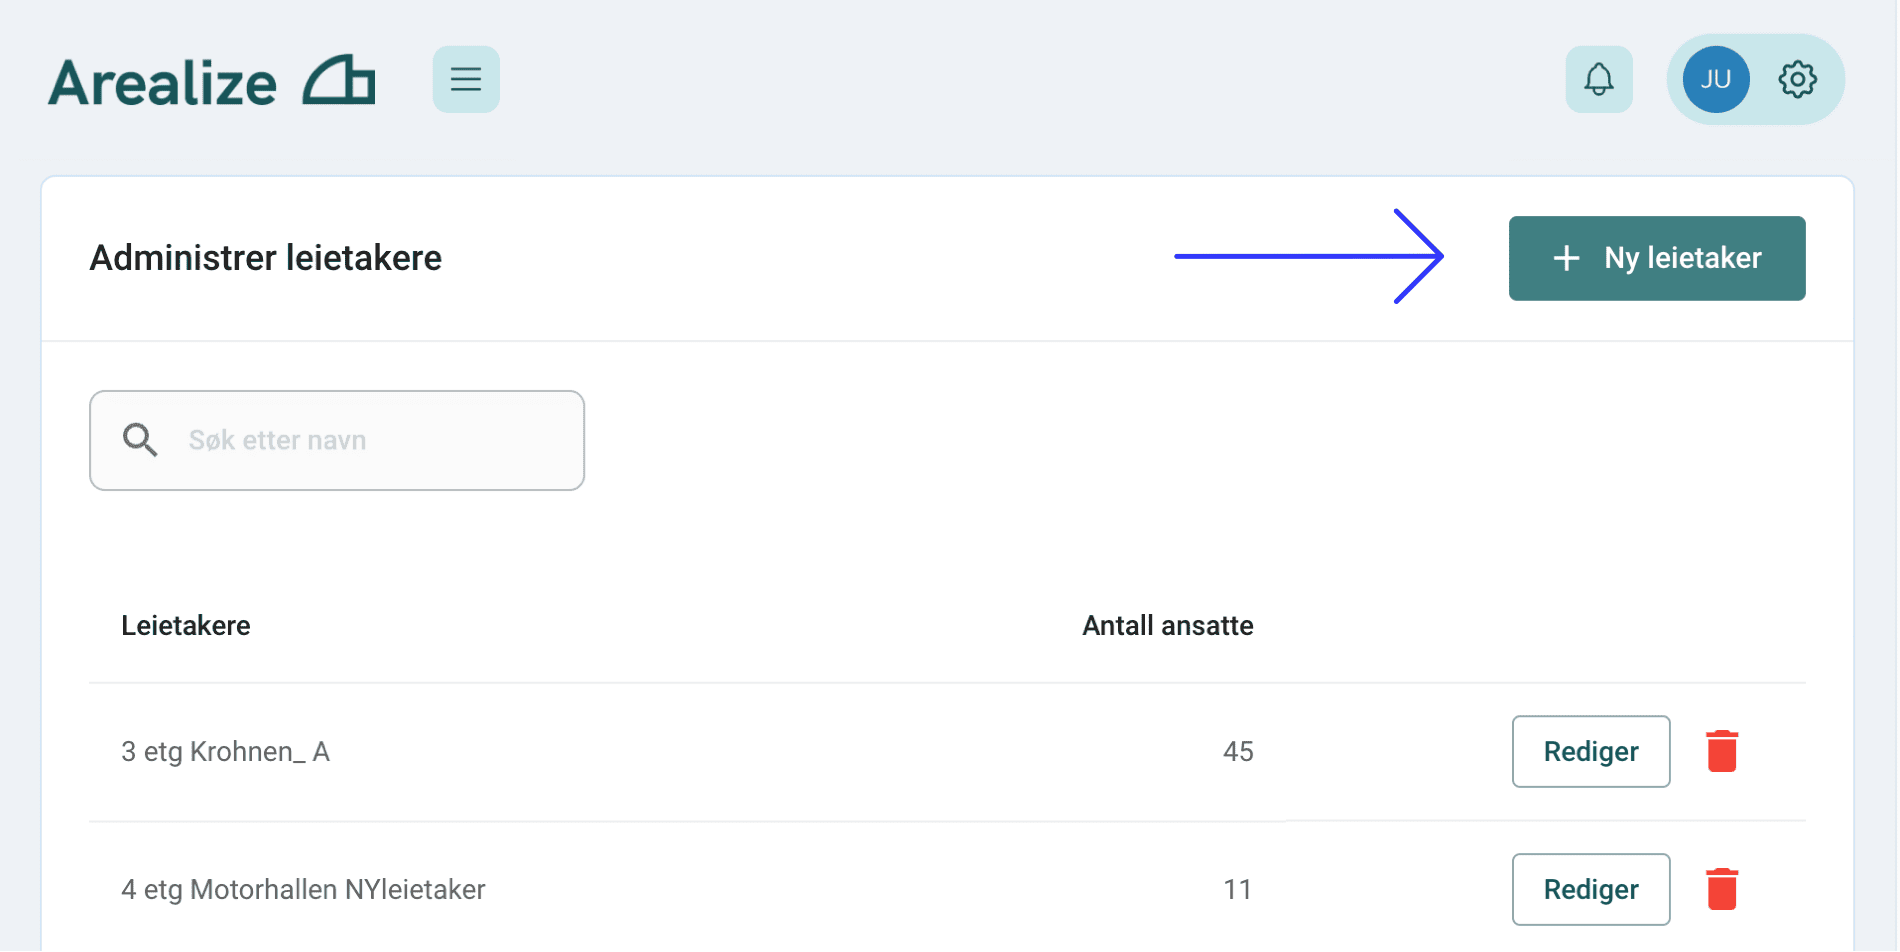 Arealize
JU
Administrer leietakere
+ Ny leietaker
Søk etter navn
Leietakere Antall ansatte
3 etg Krohnen_ A 45 Rediger
4 etg Motorhallen NYleietaker 11 Rediger